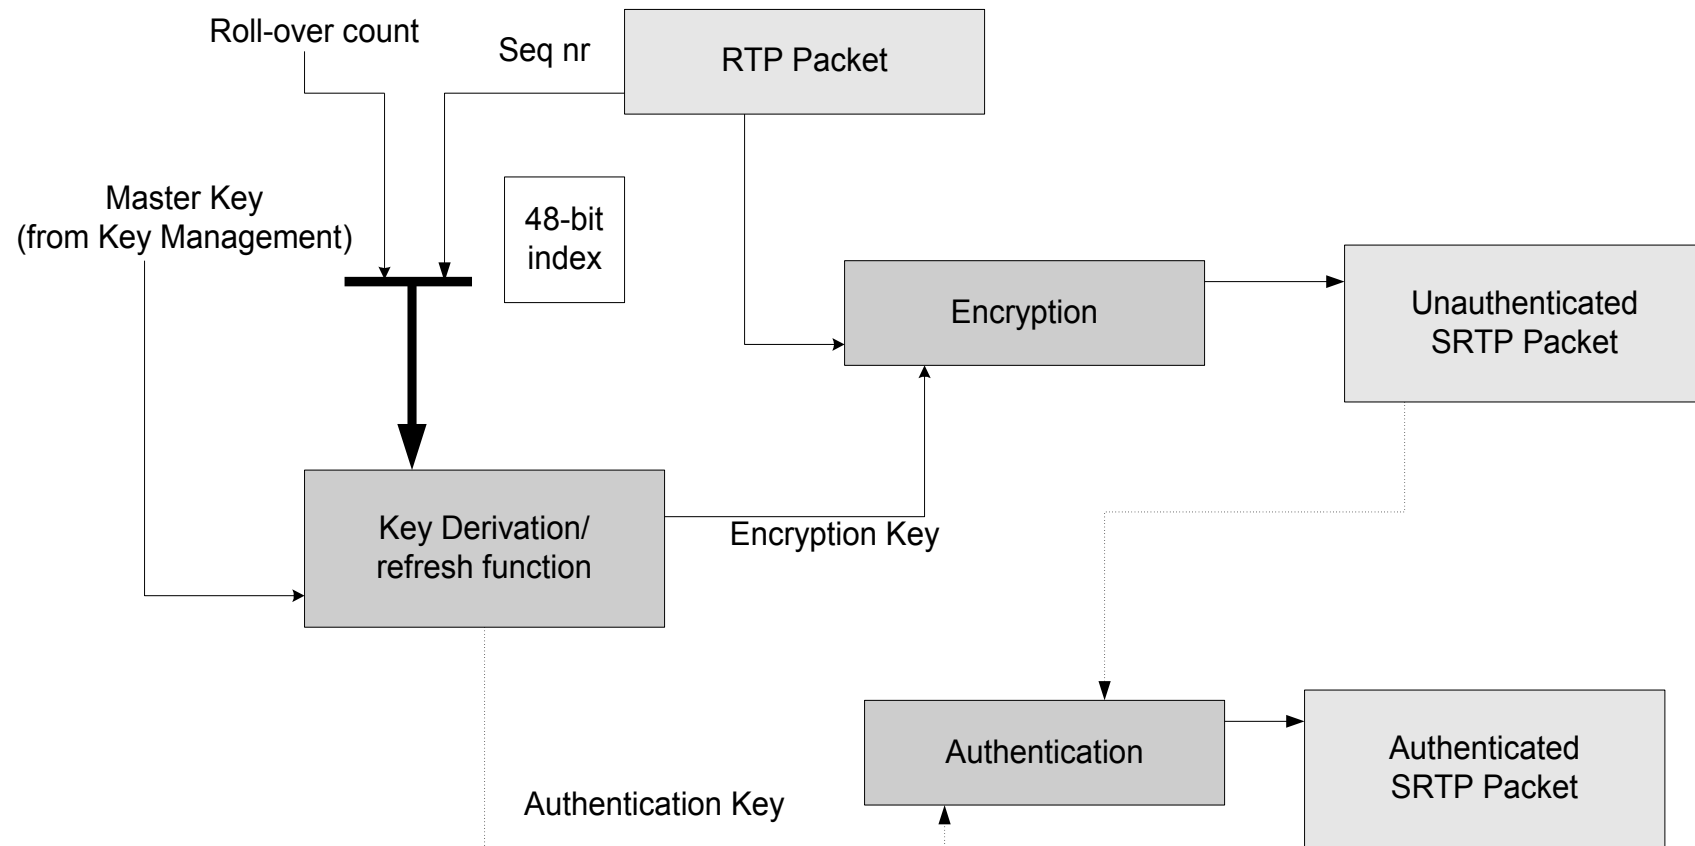 Roll-over count
Seq nr
RTP Packet
Master Key
(from Key Management)
48-bit
index
Encryption
Unauthenticated
SRTP Packet
Key Derivation/
refresh function
Encryption Key
Authentication
Authenticated
SRTP Packet
Authentication Key